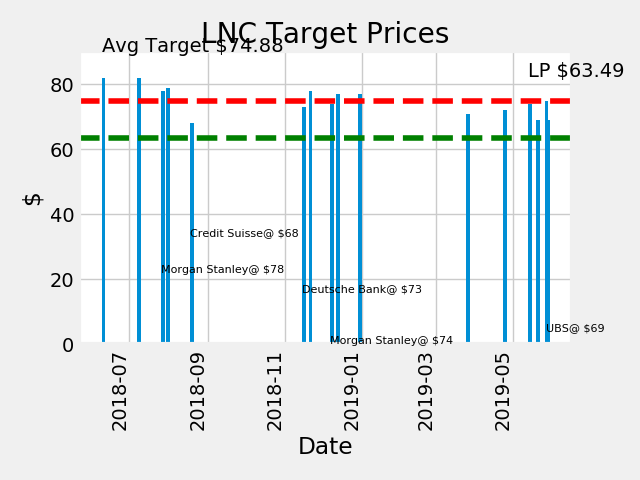 LNC Target Prices
Avg Target $74.88
LP $63.49
80
60
40
20
0
$
Credit Suisse@ $68
Morgan Stanley@ $78
Deutsche Bank@ $73
UBS@ $69
Morgan Stanley@ $74
2018-07
2018-09
2018-11
2019-01
2019-03
2019-05
Date